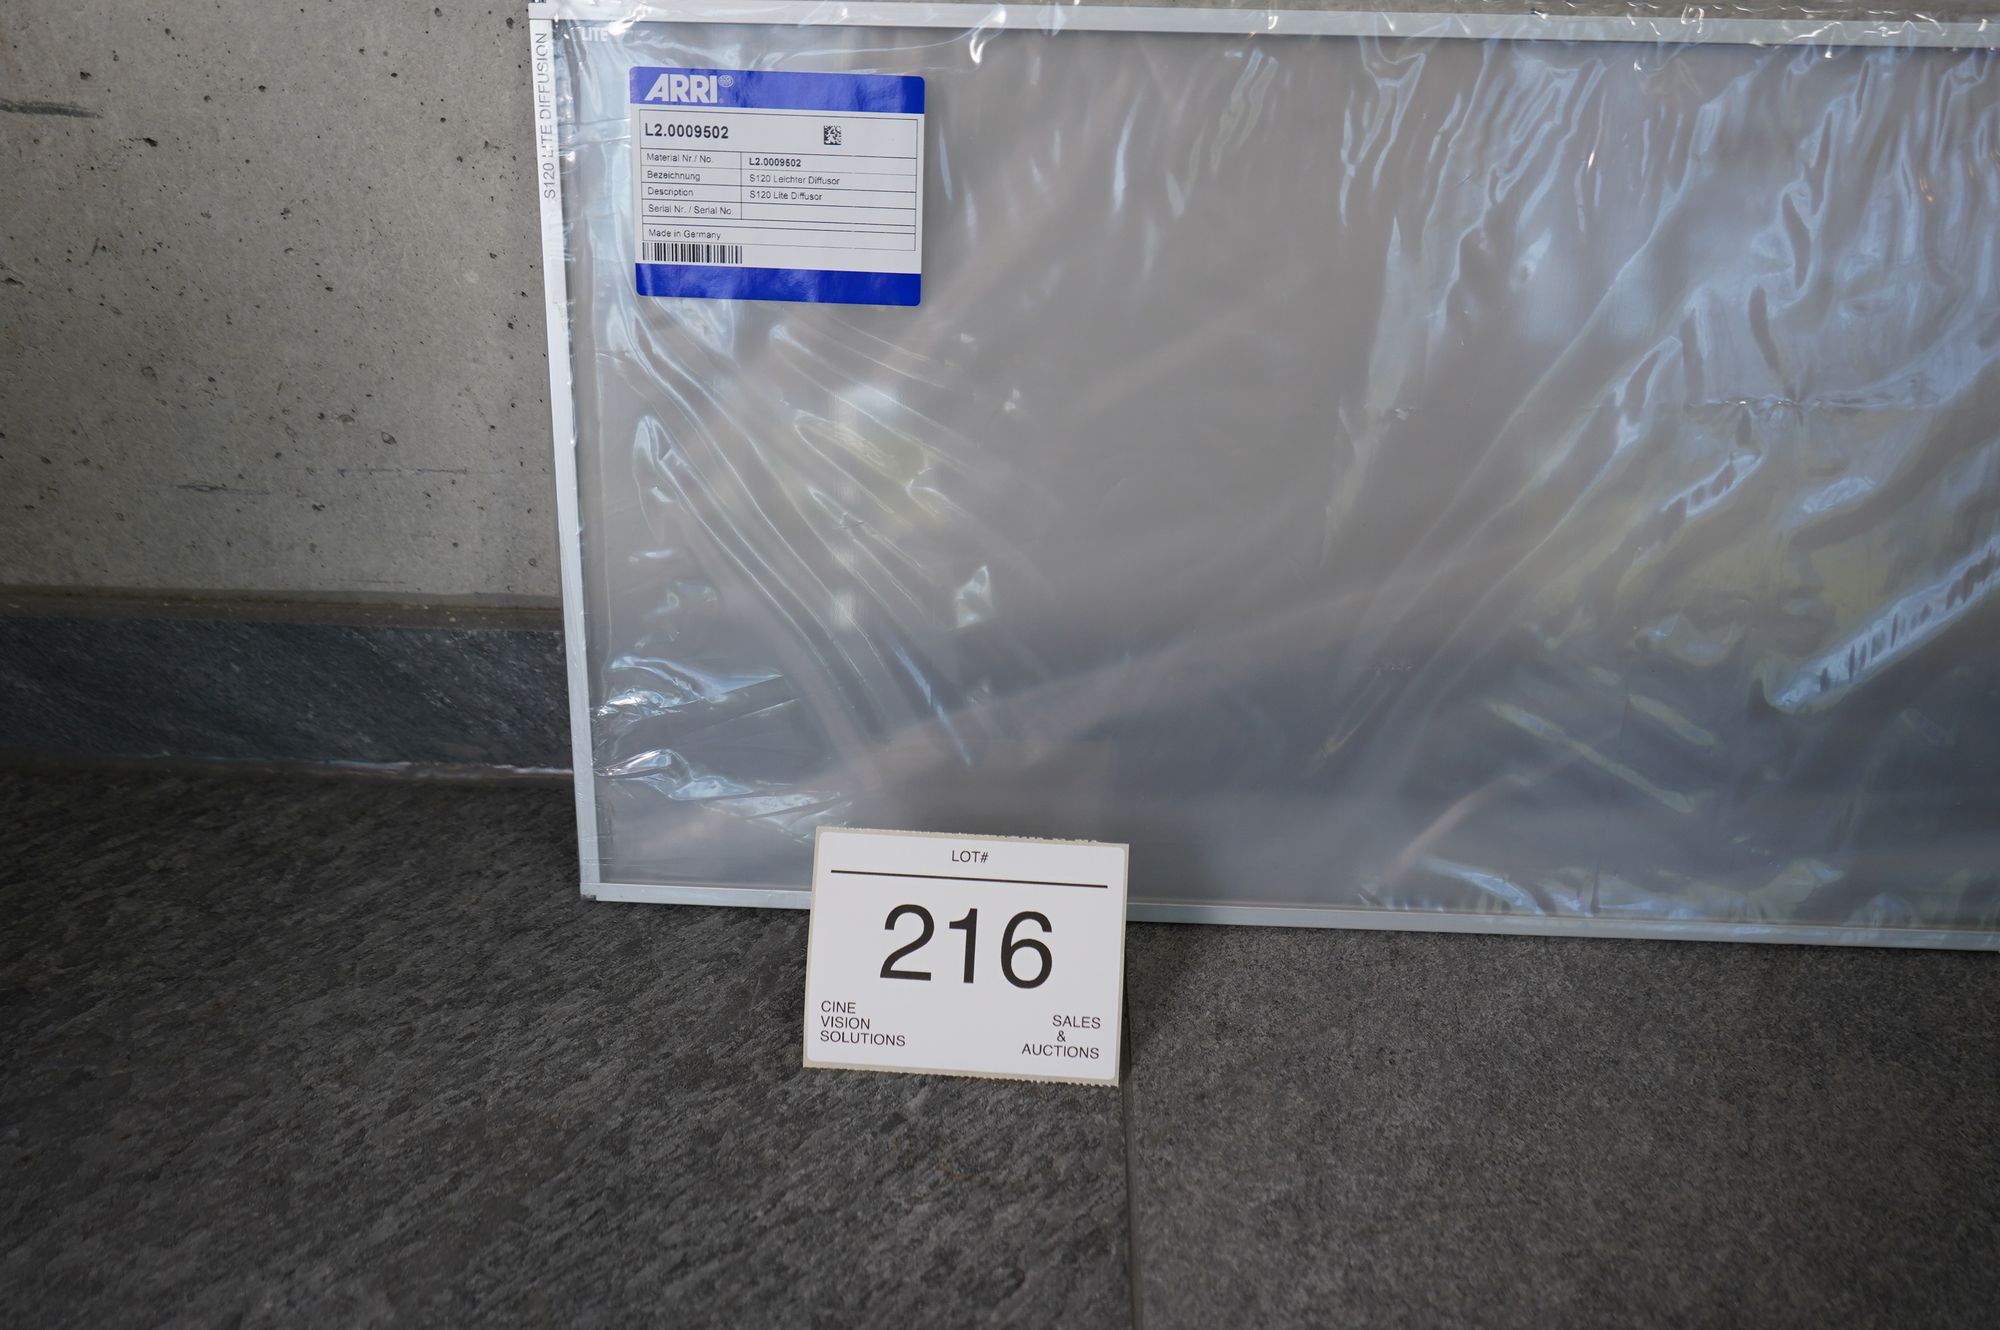 LITE
S120 LITE DIFFUSION
ARRI
L2.0009502
Material Nr./ No. L2.0009502
Bezeichnung S120 Leichter Diffusor
Description S120 Lite Diffusor
Serial Nr. / Serial No.
Made in Germany
LOT#
216
CINE
VISION
SOLUTIONS
SALES
&
AUCTIONS